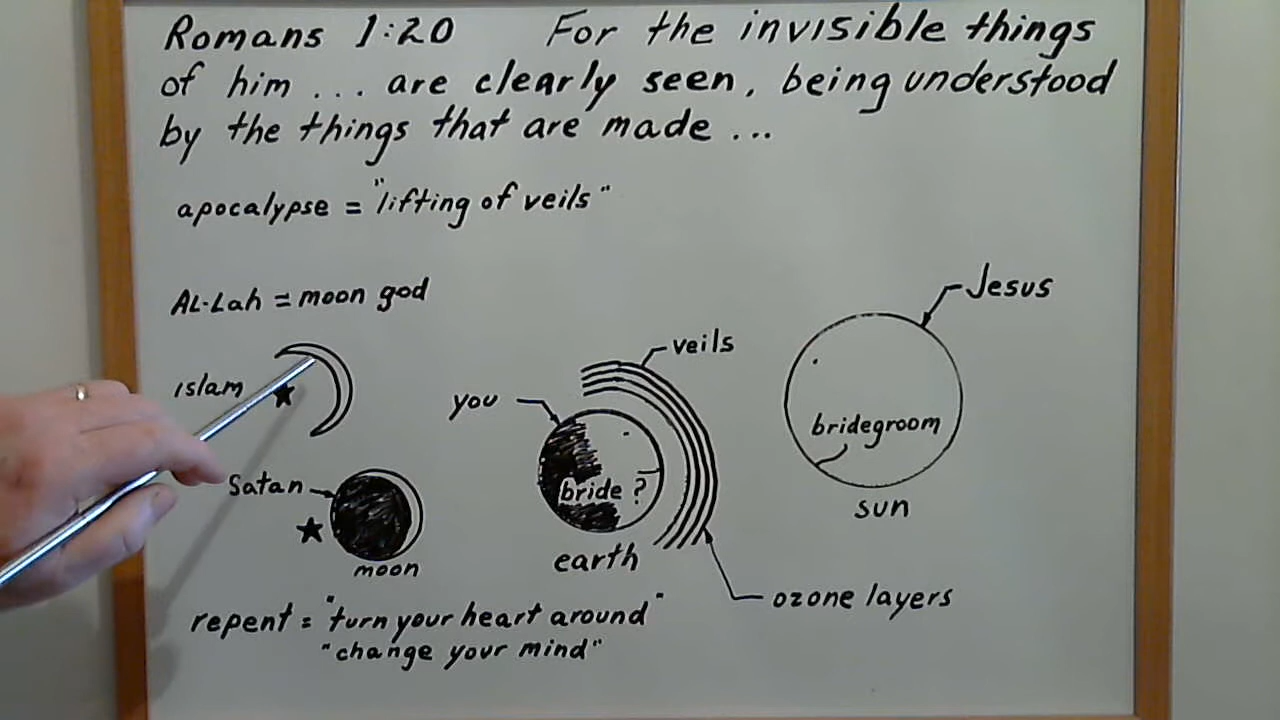 Romans 1:20 For the invisible things
of him ... are clearly seen, being understood
by the things that are made ...
apocalypse = "lifting of veils"
AL-Lah = moon god
Jesus
veils
islam
you
bridegroom
Satan
bride ?
sun
earth
moon
ozone layers
repent = "turn your heart around"
"change your mind"